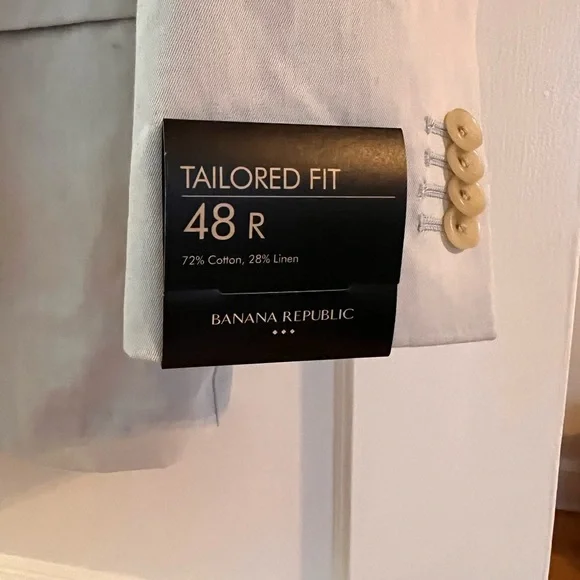 TAILORED FIT
48 R
72% Cotton, 28% Linen
BANANA REPUBLIC